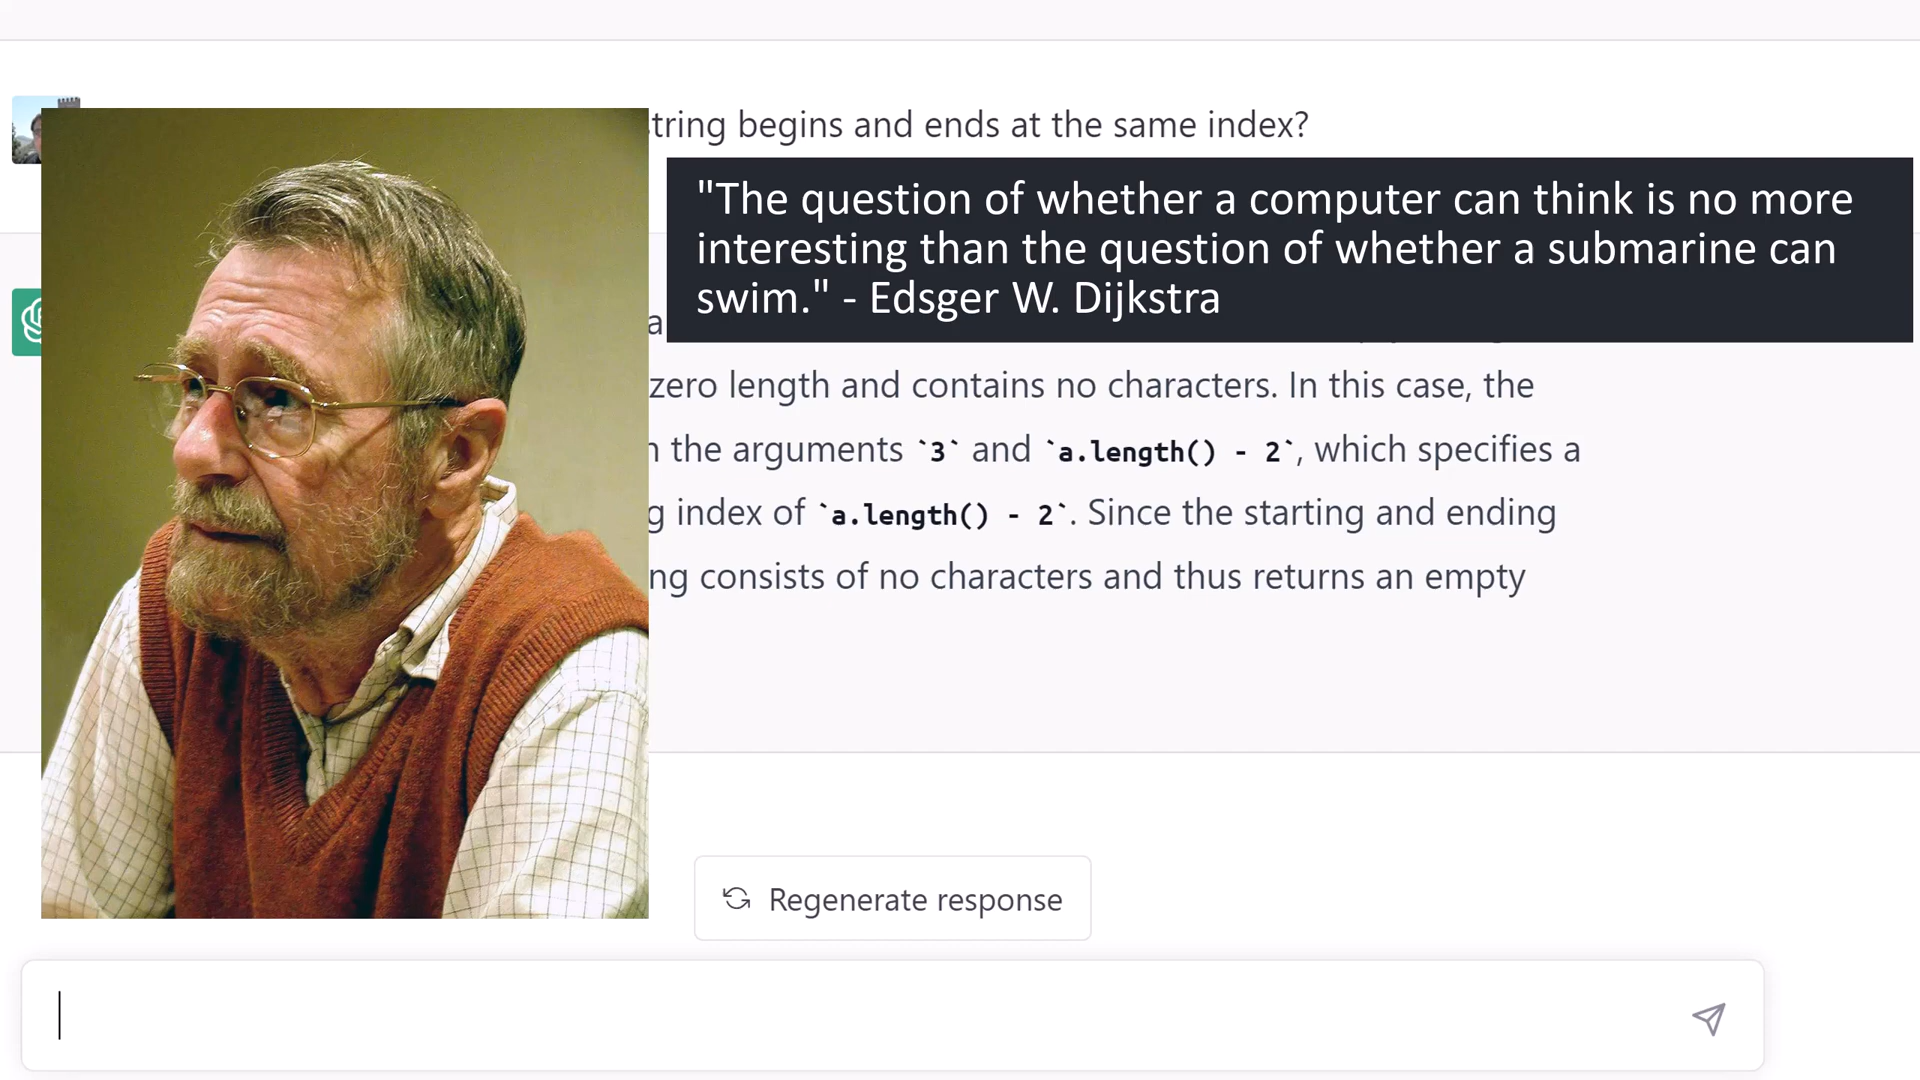 tring begins and ends at the same index?
"The question of whether a computer can think is no more
interesting than the question of whether a submarine can
swim." - Edsger W. Dijkstra
a
zero length and contains no characters. In this case, the
the arguments `3` and `a.length() - 2`, which specifies a
g index of `a.length() - 2`. Since the starting and ending
ng consists of no characters and thus returns an empty
Regenerate response